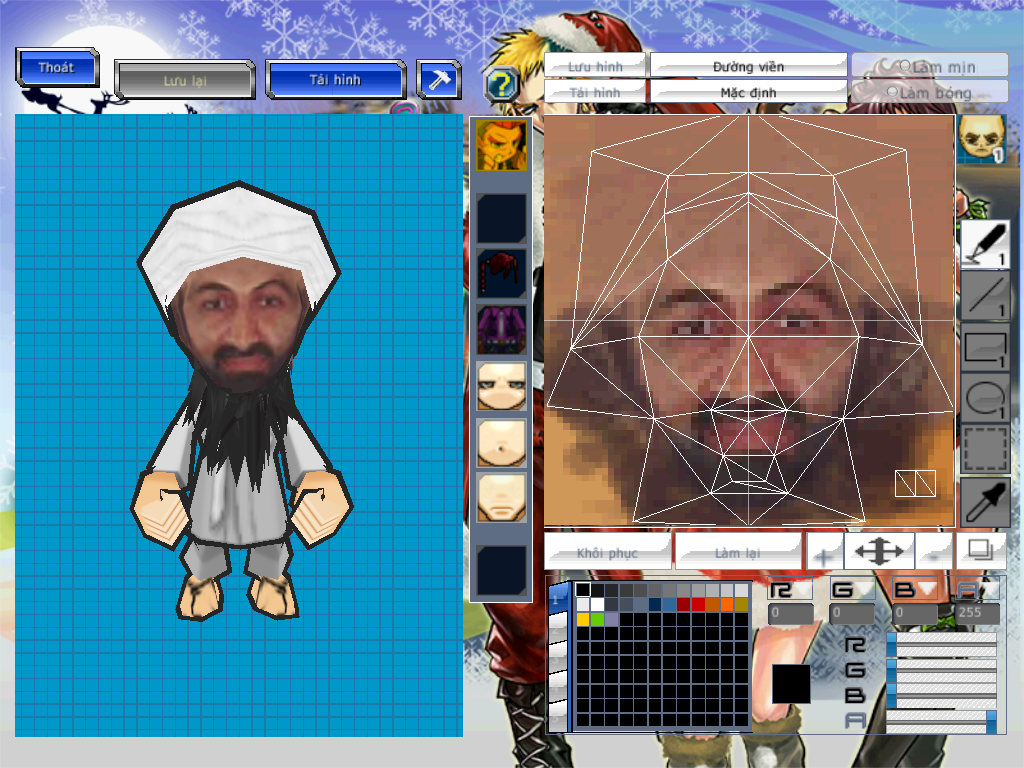 Thoát
Lưu lại
Tải hình
?
Lưu hình
Đường viền
Làm mịn
Tải hình
Mặc định
Làm bóng
1
1
1
1
1
Khôi phục
Làm lại
+
-
1
R G B A
0 0 0 255
R
G
B
A